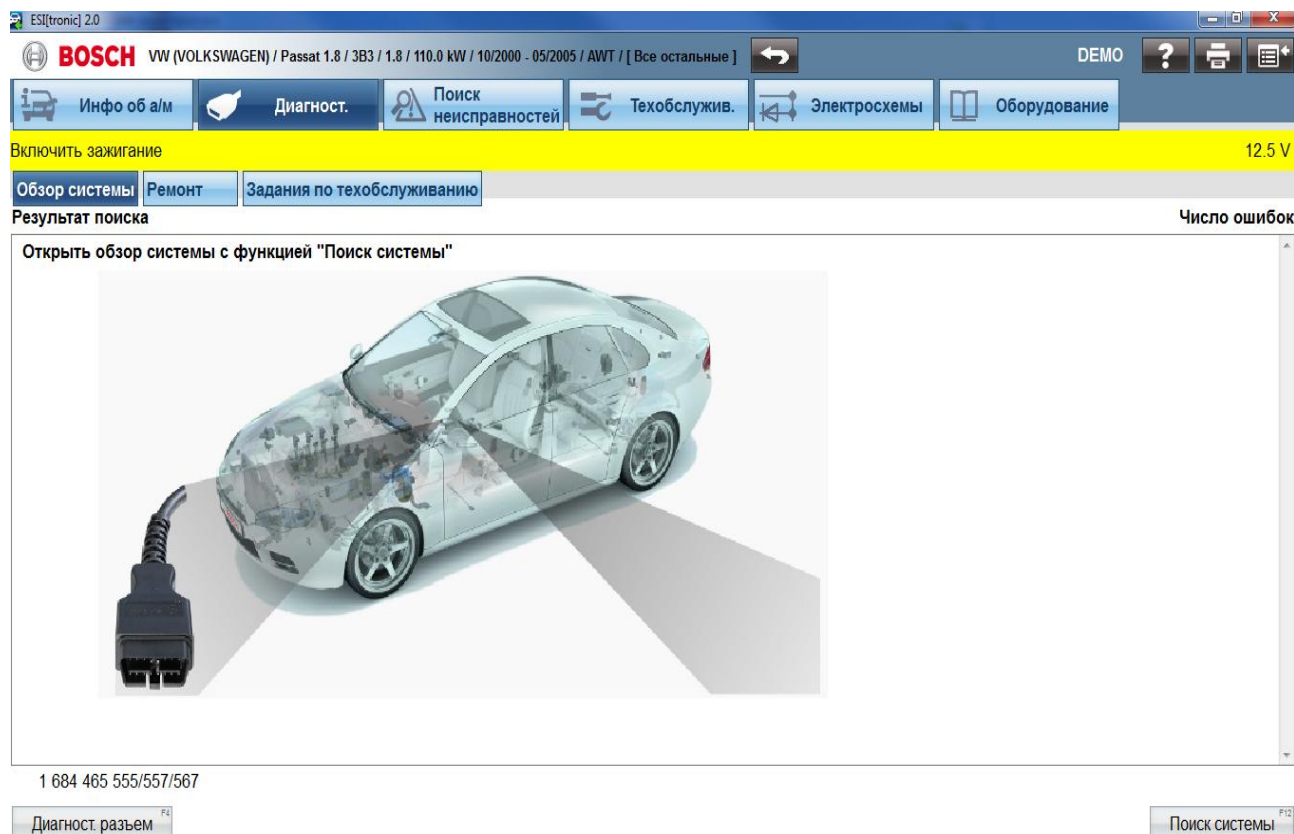 ESI[tronic] 2.0
BOSCH VW (VOLKSWAGEN) / Passat 1.8 / 3B3 / 1.8 / 110.0 kW / 10/2000 - 05/2005 / AWT / [ Все остальные ] DEMO ?
Инфо об а/м Диагност. Поиск неисправностей Техобслужив. Электросхемы Оборудование
Включить зажигание 12.5 V
Обзор системы Ремонт Задания по техобслуживанию
Результат поиска Число ошибок
Открыть обзор системы с функцией "Поиск системы"
1 684 465 555/557/567
Диагност. разъем F4 Поиск системы F12